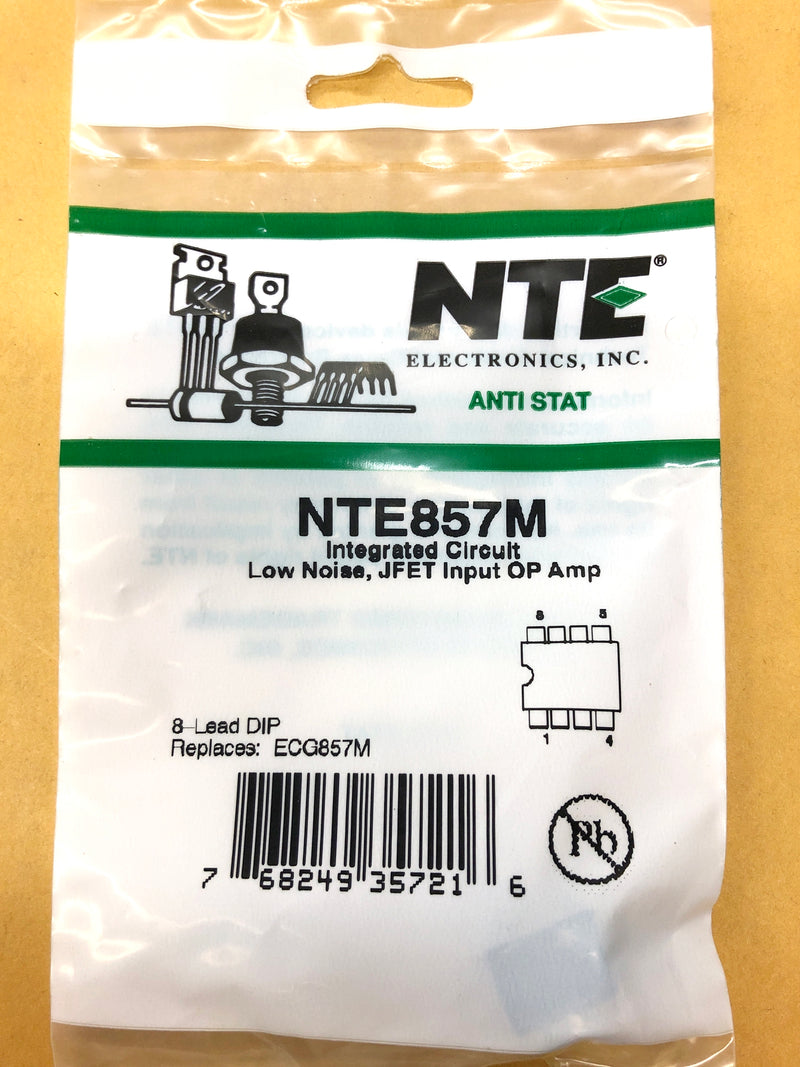 NTE®
ELECTRONICS, INC.
ANTI STAT
NTE857M
Integrated Circuit
Low Noise, JFET Input OP Amp
8 5
1 4
8-Lead DIP
Replaces: ECG857M
7 68249 35721 6
Pb